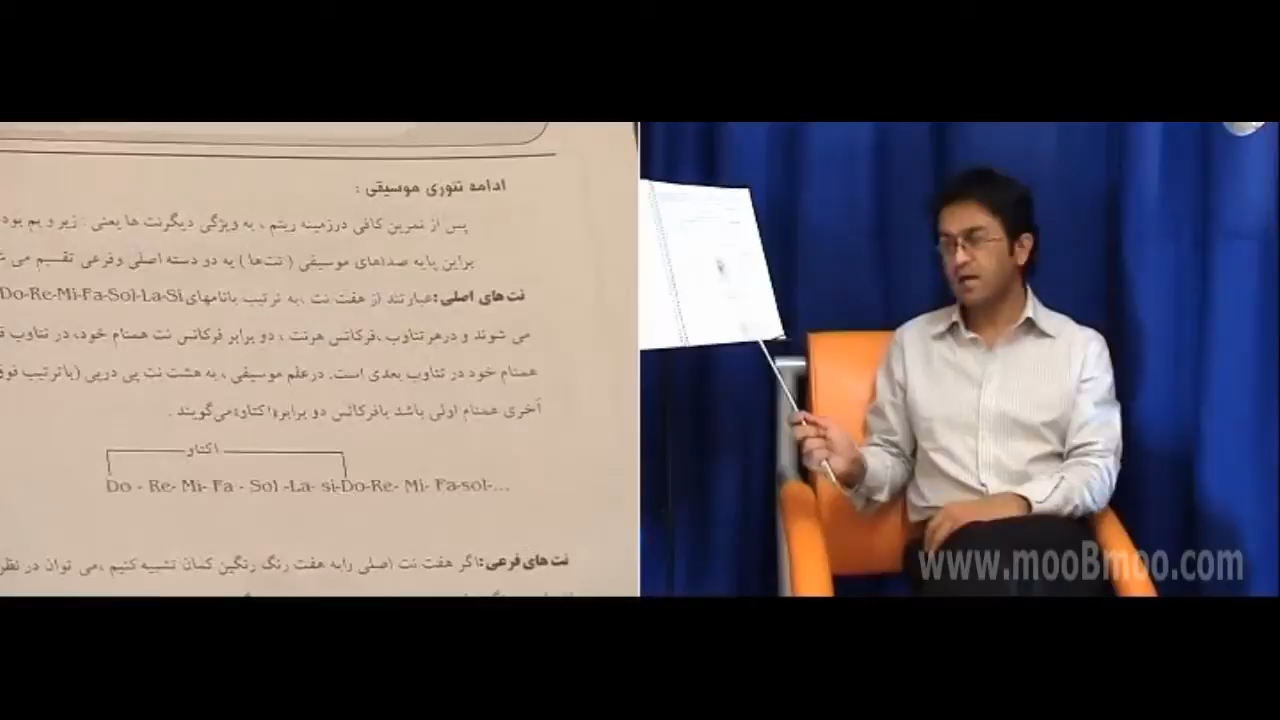 ادامه تئوری موسیقی :
پس از تمرین کافی درزمینه ریتم ، به ویژگی دیگرنت ها یعنی : زیر و بم بود
براین پایه صداهای موسیقی ( نت‌ها ) به دو دسته اصلی وفرعی تقسیم می
نت های اصلی:عبارتند از هفت نت ،به ترتیب بانامهای Do-Re-Mi-Fa-Sol-La-Si
می شوند و درهرتناوب ،فرکانس هرنت ، دو برابر فرکانس نت همنام خود، در تناوب
همنام خود در تناوب بعدی است. درعلم موسیقی ، به هشت نت پی درپی (با ترتیب فوق
آخری همنام اولی باشد بافرکانس دو برابر«اکتاو»می‌گویند .
اکتاو
Do - Re- Mi- Fa - Sol -La- si-Do-Re- Mi- Fa-sol-...
نت های فرعی:اگر هفت نت اصلی رابه هفت رنگ رنگین کمان تشبیه کنیم ،می توان در نظر
www.mooBmoo.com